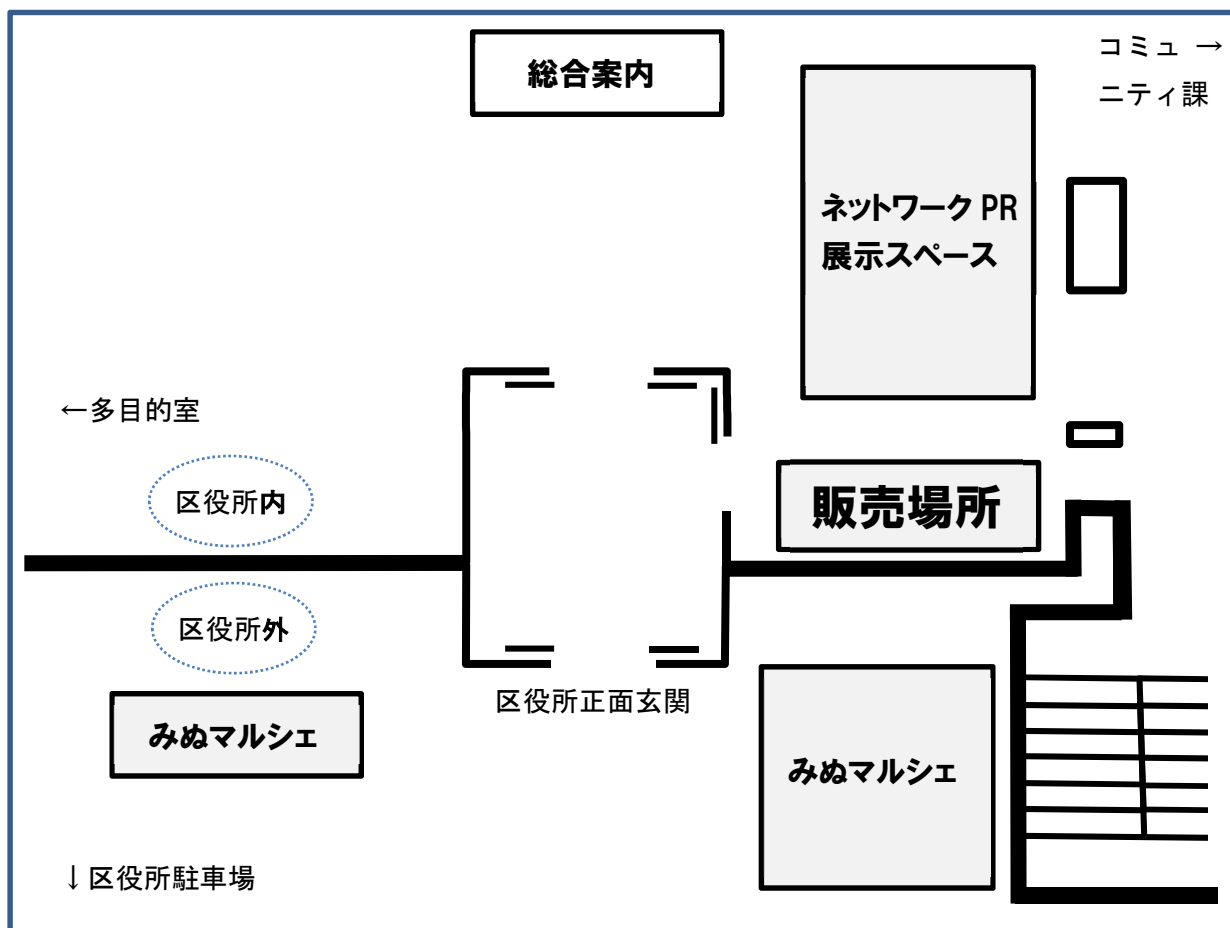 コミュ →
ニティ課
総合案内
ネットワーク PR
展示スペース
←多目的室
区役所内
販売場所
区役所外
区役所正面玄関
みぬマルシェ
みぬマルシェ
↓区役所駐車場